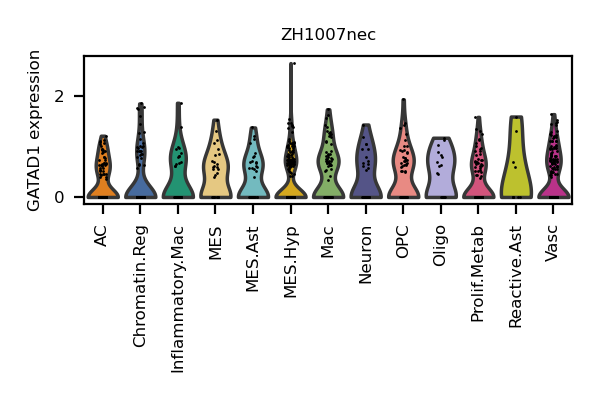 ZH1007nec
GATAD1 expression
2
0
AC
Chromatin.Reg
Inflammatory.Mac
MES
MES.Ast
MES.Hyp
Mac
Neuron
OPC
Oligo
Prolif.Metab
Reactive.Ast
Vasc